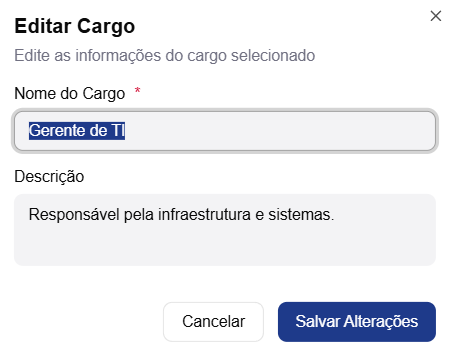 Editar Cargo
Edite as informações do cargo selecionado
Nome do Cargo *
Gerente de TI
Descrição
Responsável pela infraestrutura e sistemas.
Cancelar
Salvar Alterações